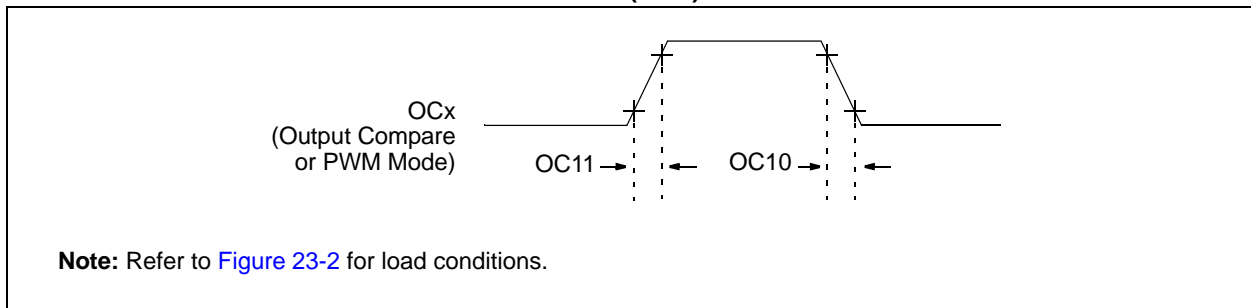 OCx
(Output Compare
or PWM Mode)
OC11
OC10
Note: Refer to Figure 23-2 for load conditions.